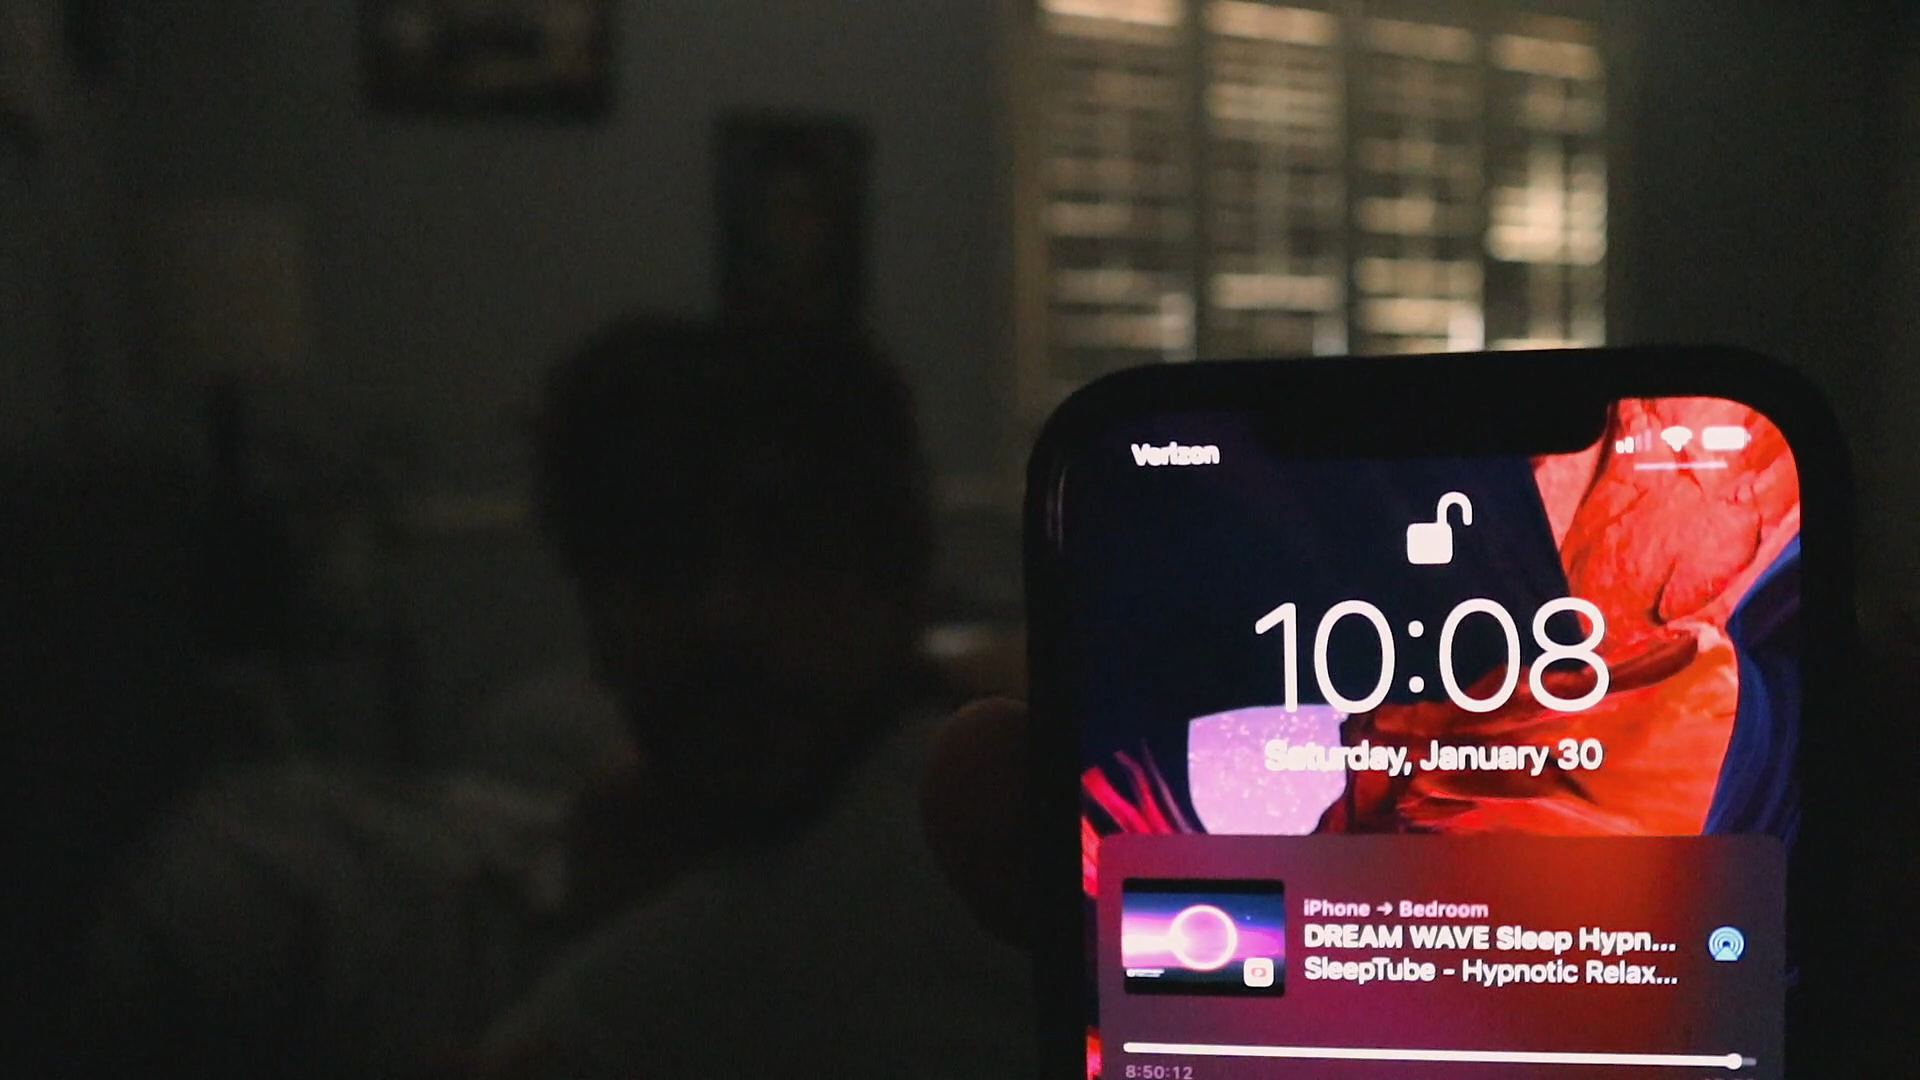 Verizon
10:08
Saturday, January 30
iPhone → Bedroom
DREAM WAVE Sleep Hypn...
SleepTube - Hypnotic Relax...
8:50:12